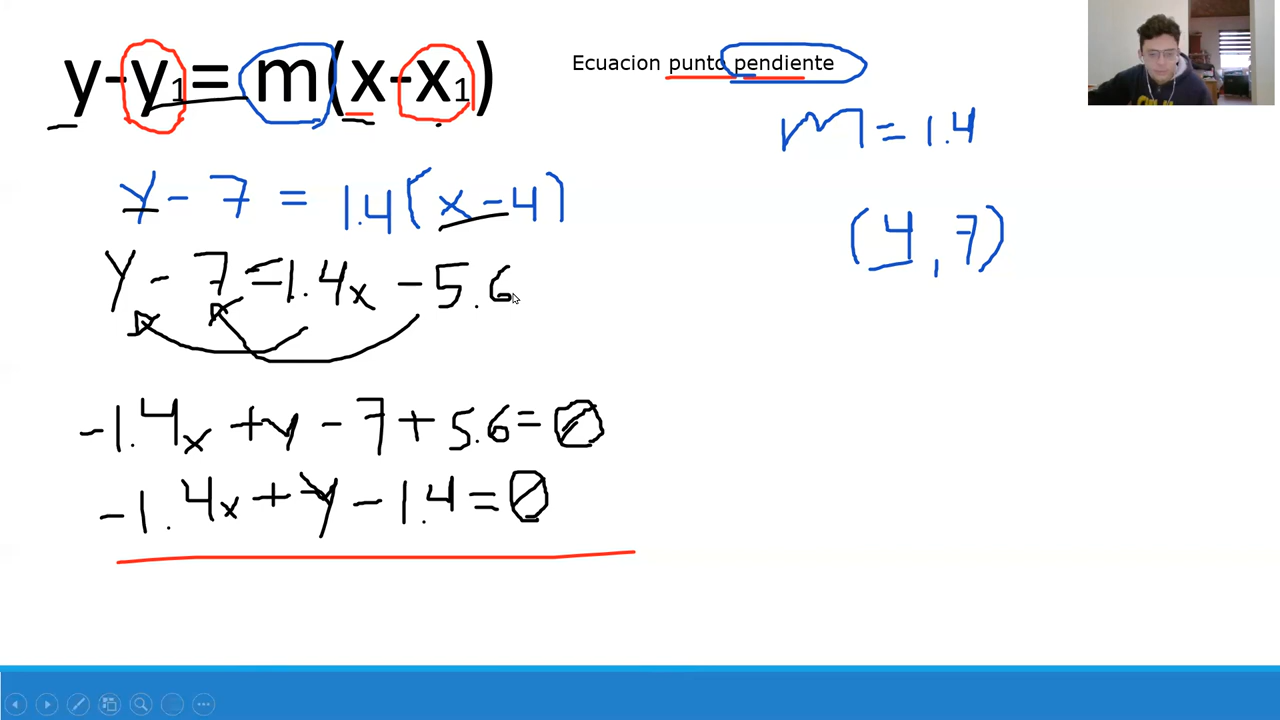 y-y₁= m(x-x₁)
Ecuacion punto pendiente
m = 1.4
(4, 7)
y - 7 = 1.4(x - 4)
y - 7 = 1.4x - 5.6
-1.4x + y - 7 + 5.6 = 0
-1.4x + y - 1.4 = 0